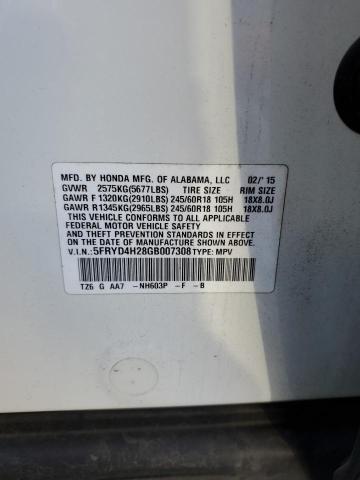 MFD. BY HONDA MFG. OF ALABAMA, LLC 02/'15
GVWR 2575KG(5677LBS) TIRE SIZE RIM SIZE
GAWR F 1320KG(2910LBS) 245/60R18 105H 18X8.0J
GAWR R1345KG(2965LBS) 245/60R18 105H 18X8.0J
THIS VEHICLE CONFORMS TO ALL APPLICABLE
FEDERAL MOTOR VEHICLE SAFETY, BUMPER, AND
THEFT PREVENTION STANDARDS IN EFFECT ON THE
DATE OF MANUFACTURE SHOWN ABOVE.
V.I.N.: 5FRYD4H28GB007308 TYPE: MPV
TZ6 G AA7 -NH603P -F -B